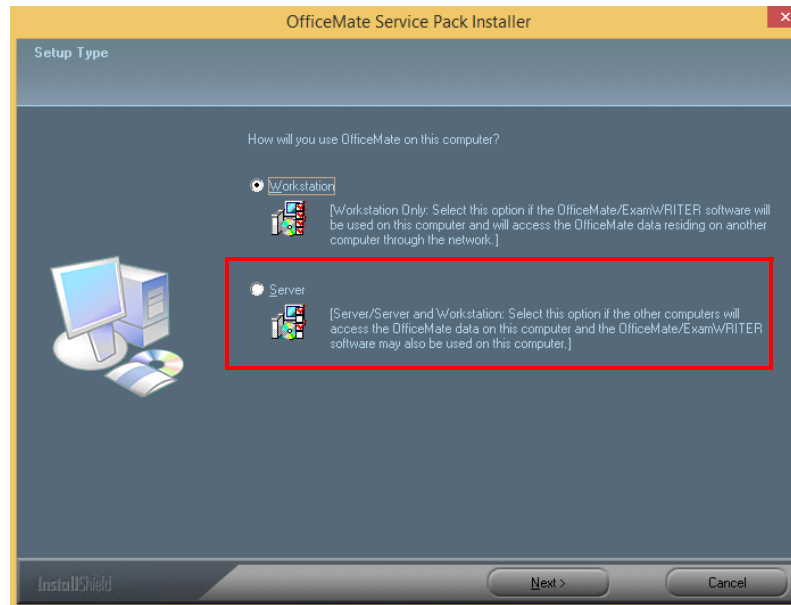 OfficeMate Service Pack Installer
Setup Type
How will you use OfficeMate on this computer?
Workstation
[Workstation Only: Select this option if the OfficeMate/ExamWRITER software will
be used on this computer and will access the OfficeMate data residing on another
computer through the network.]
Server
[Server/Server and Workstation: Select this option if the other computers will
access the OfficeMate data on this computer and the OfficeMate/ExamWRITER
software may also be used on this computer.]
InstallShield
Next >
Cancel